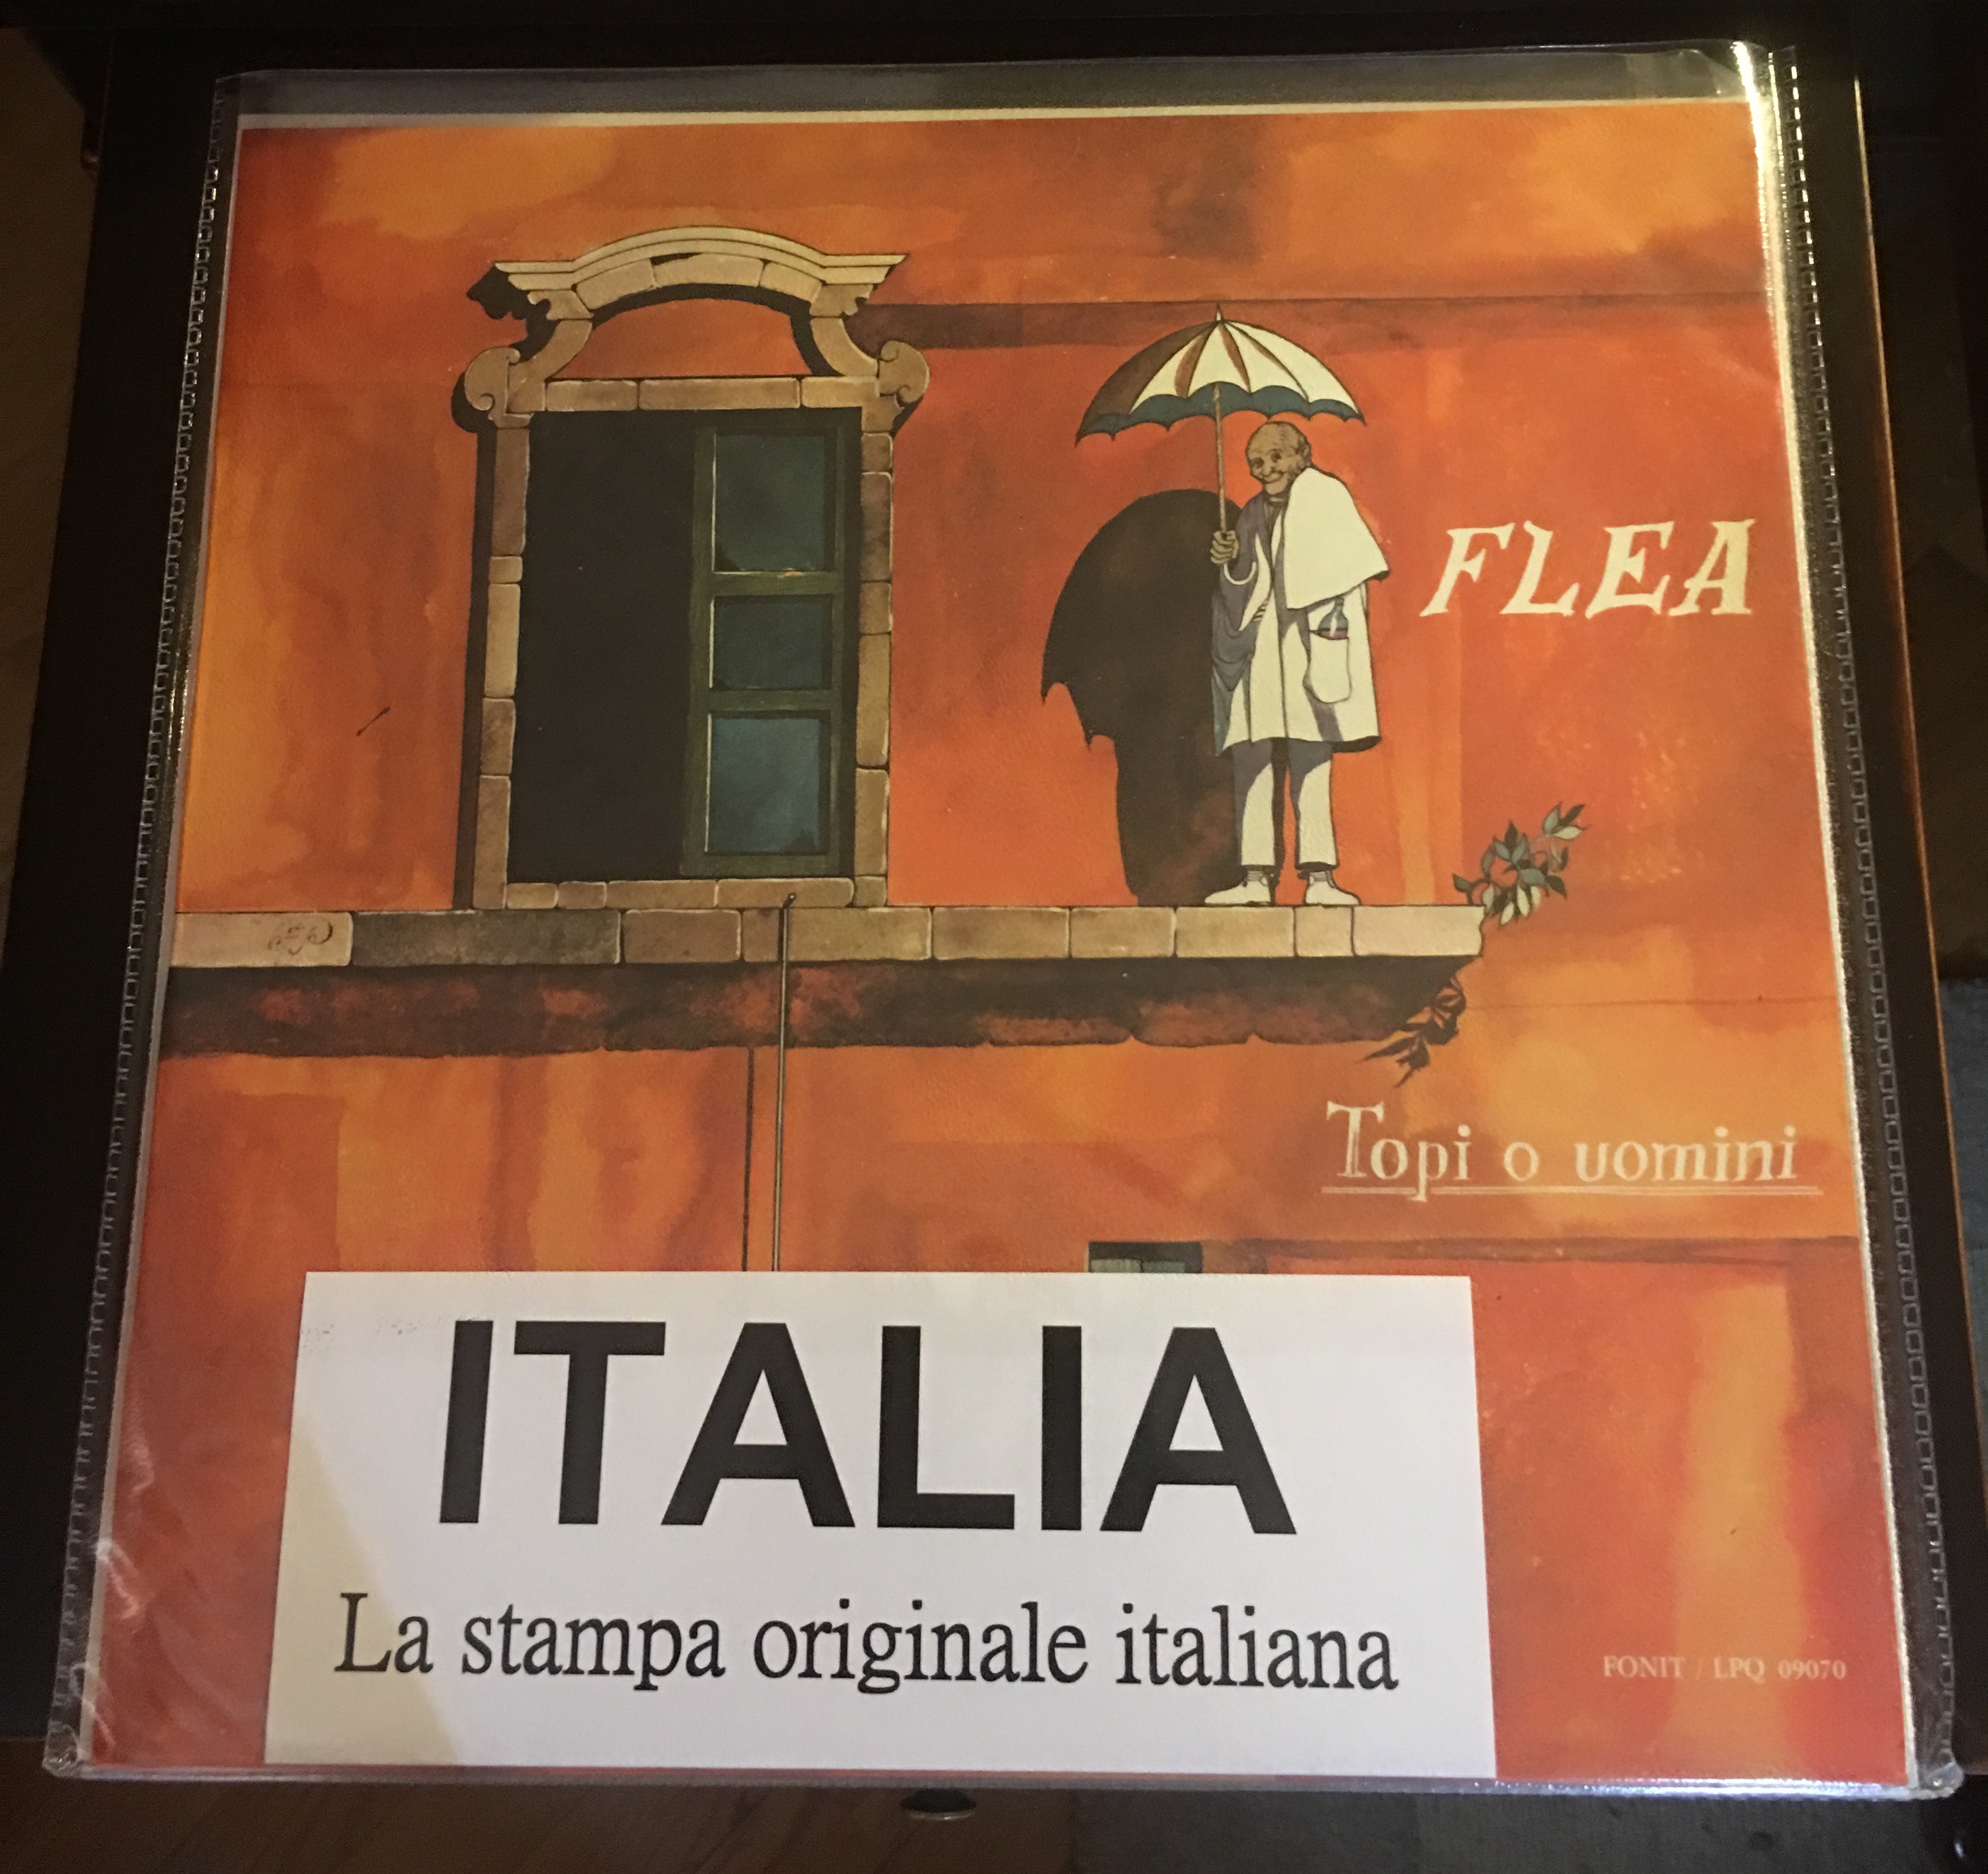 FLEA
Topi o uomini
ITALIA
La stampa originale italiana
FONIT / LPQ 09070